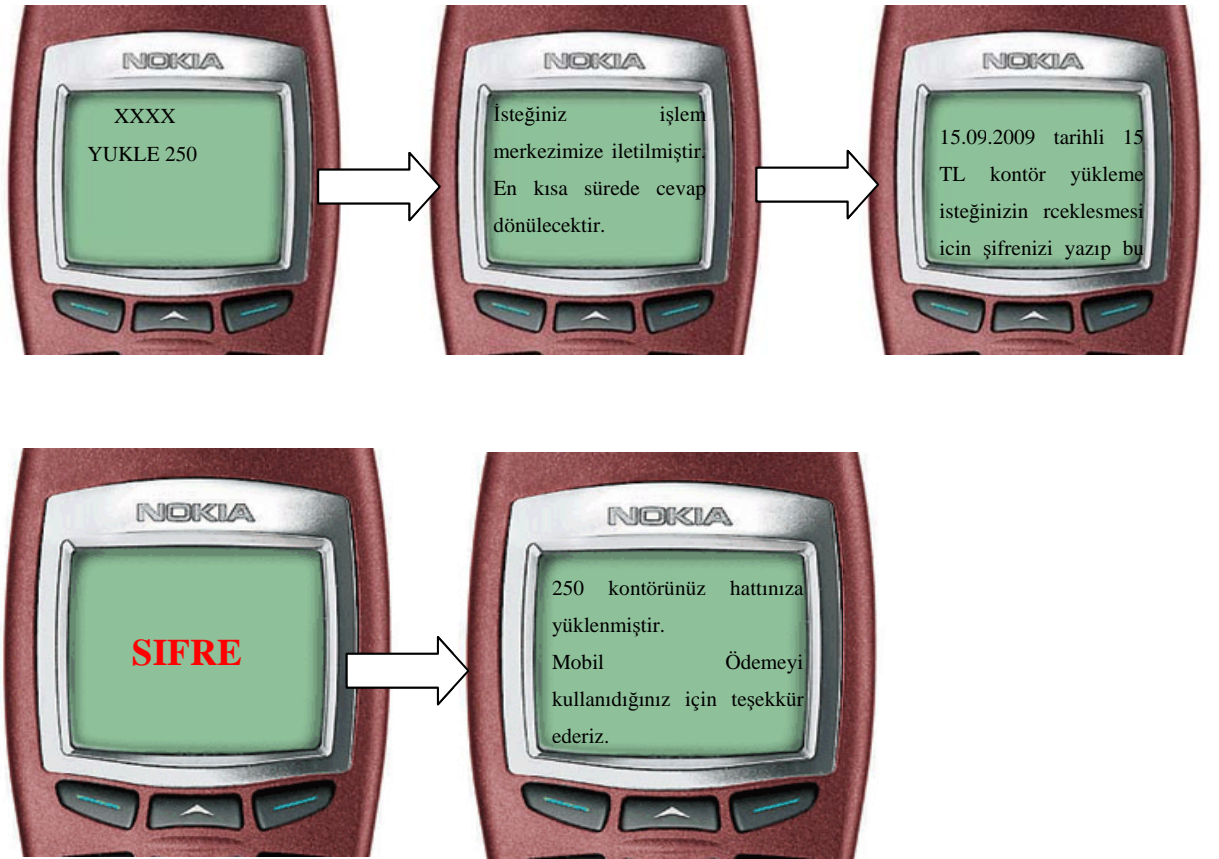 NOKIA
XXXX
YUKLE 250
NOKIA
İsteğiniz işlem
merkezimize iletilmiştir.
En kısa sürede cevap
dönülecektir.
NOKIA
15.09.2009 tarihli 15
TL kontör yükleme
isteğinizin rceklesmesi
icin şifrenizi yazıp bu
NOKIA
SIFRE
NOKIA
250 kontörünüz hattınıza
yüklenmiştir.
Mobil Ödemeyi
kullanıdığınız için teşekkür
ederiz.